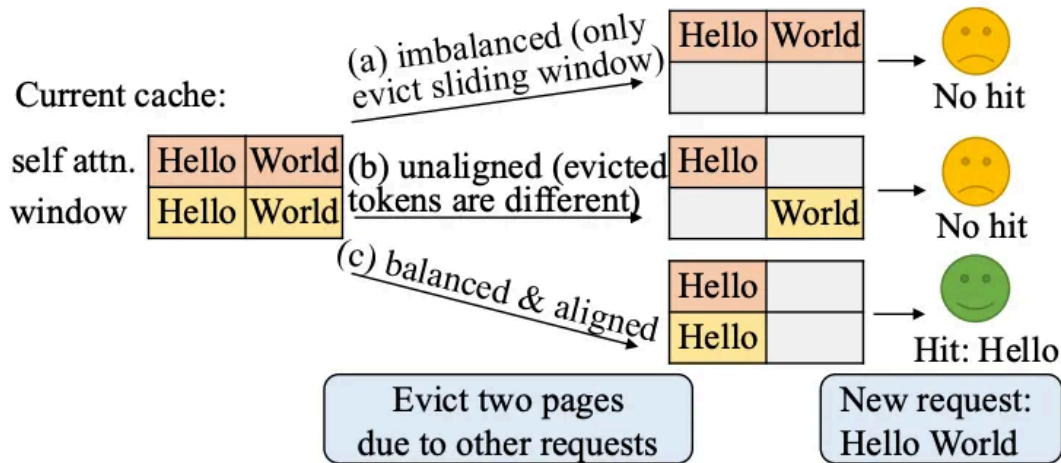 Current cache:
self attn.
Hello World
window
Hello World
(a) imbalanced (only
evict sliding window)
Hello World
No hit
(b) unaligned (evicted
tokens are different)
Hello
World
No hit
(c) balanced & aligned
Hello
Hello
Hit: Hello
Evict two pages
due to other requests
New request:
Hello World